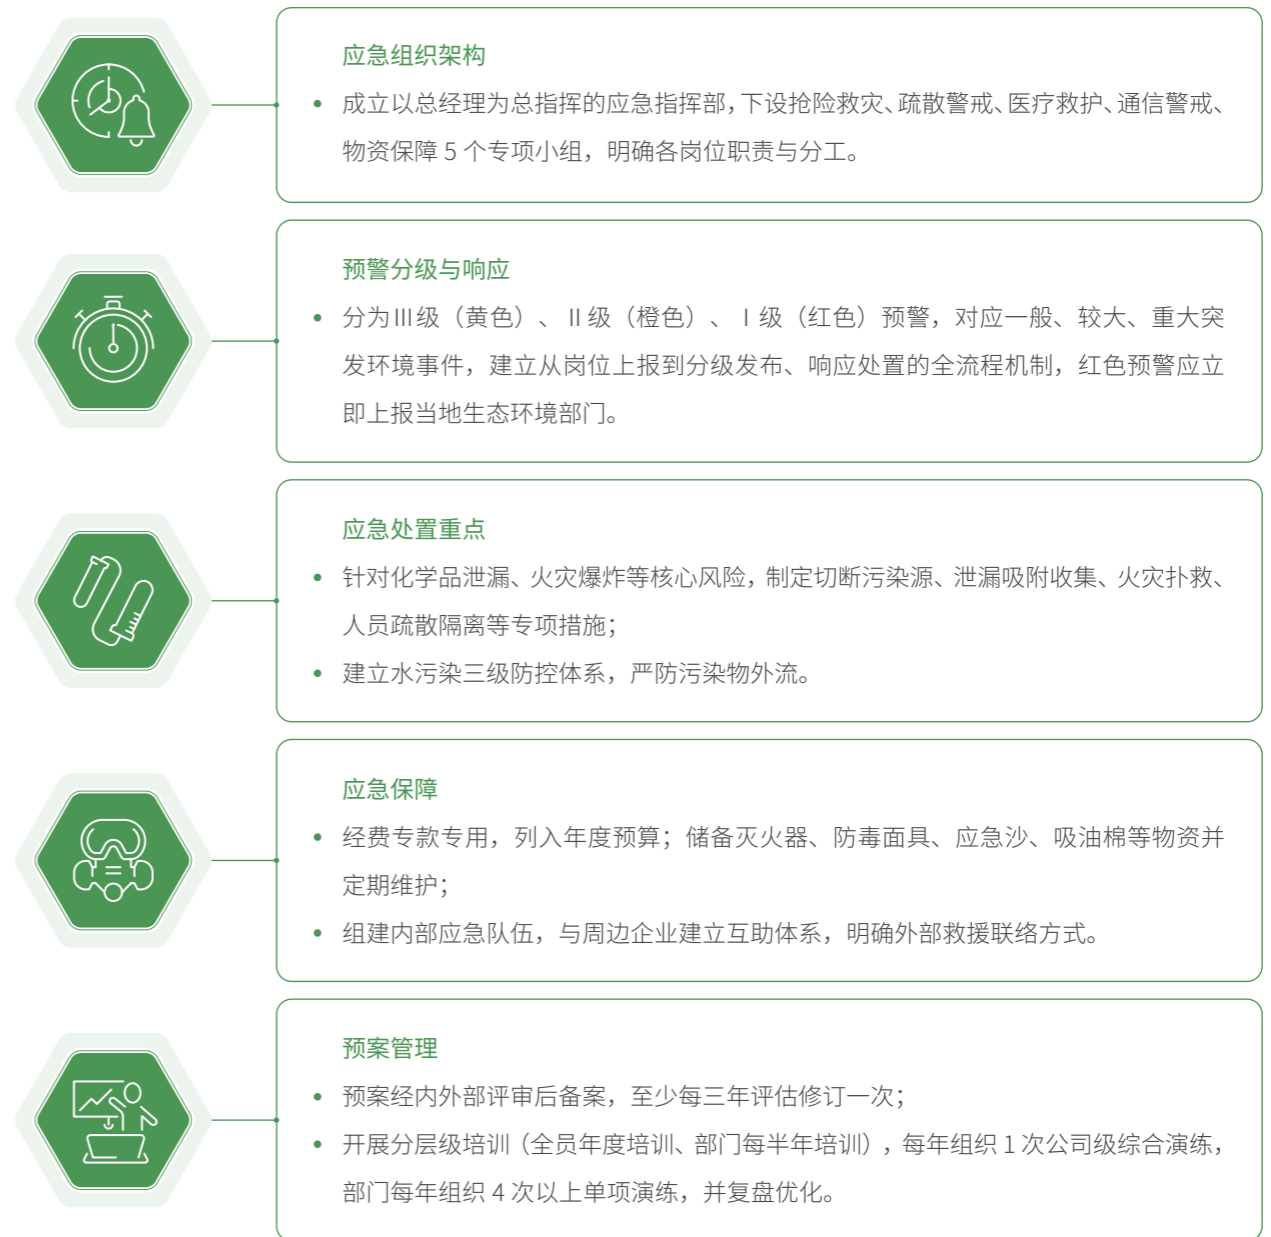 应急组织架构
• 成立以总经理为总指挥的应急指挥部，下设抢险救灾、疏散警戒、医疗救护、通信警戒、
物资保障 5 个专项小组，明确各岗位职责与分工。
预警分级与响应
• 分为Ⅲ级（黄色）、Ⅱ级（橙色）、Ⅰ级（红色）预警，对应一般、较大、重大突
发环境事件，建立从岗位上报到分级发布、响应处置的全流程机制，红色预警应立
即上报当地生态环境部门。
应急处置重点
• 针对化学品泄漏、火灾爆炸等核心风险，制定切断污染源、泄漏吸附收集、火灾扑救、
人员疏散隔离等专项措施；
• 建立水污染三级防控体系，严防污染物外流。
应急保障
• 经费专款专用，列入年度预算；储备灭火器、防毒面具、应急沙、吸油棉等物资并
定期维护；
• 组建内部应急队伍，与周边企业建立互助体系，明确外部救援联络方式。
预案管理
• 预案经内外部评审后备案，至少每三年评估修订一次；
• 开展分层级培训（全员年度培训、部门每半年培训），每年组织 1 次公司级综合演练，
部门每年组织 4 次以上单项演练，并复盘优化。